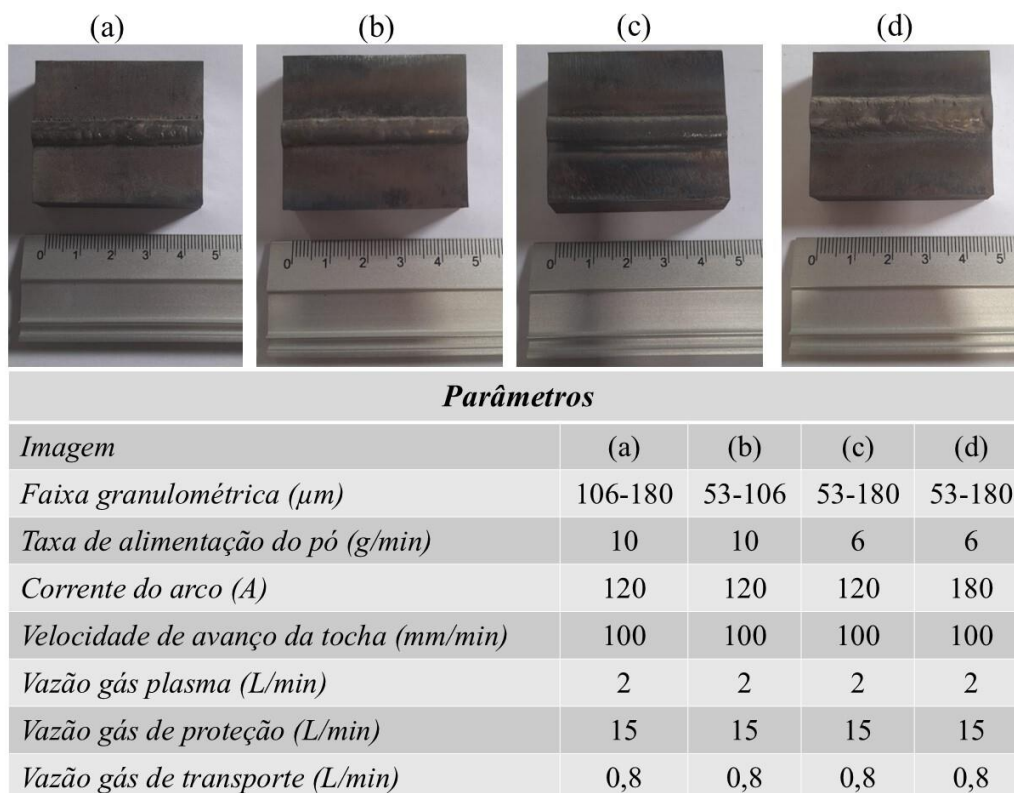 (a) (b) (c) (d)
0 1 2 3 4 5
0 1 2 3 4 5
0 1 2 3 4 5
0 1 2 3 4 5
Parâmetros
Imagem (a) (b) (c) (d)
Faixa granulométrica (µm) 106-180 53-106 53-180 53-180
Taxa de alimentação do pó (g/min) 10 10 6 6
Corrente do arco (A) 120 120 120 180
Velocidade de avanço da tocha (mm/min) 100 100 100 100
Vazão gás plasma (L/min) 2 2 2 2
Vazão gás de proteção (L/min) 15 15 15 15
Vazão gás de transporte (L/min) 0,8 0,8 0,8 0,8